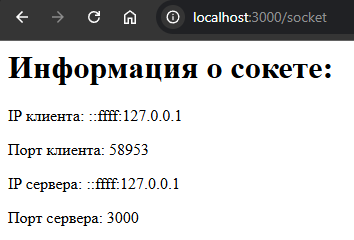 localhost:3000/socket
Информация о сокете:
IP клиента: ::ffff:127.0.0.1
Порт клиента: 58953
IP сервера: ::ffff:127.0.0.1
Порт сервера: 3000